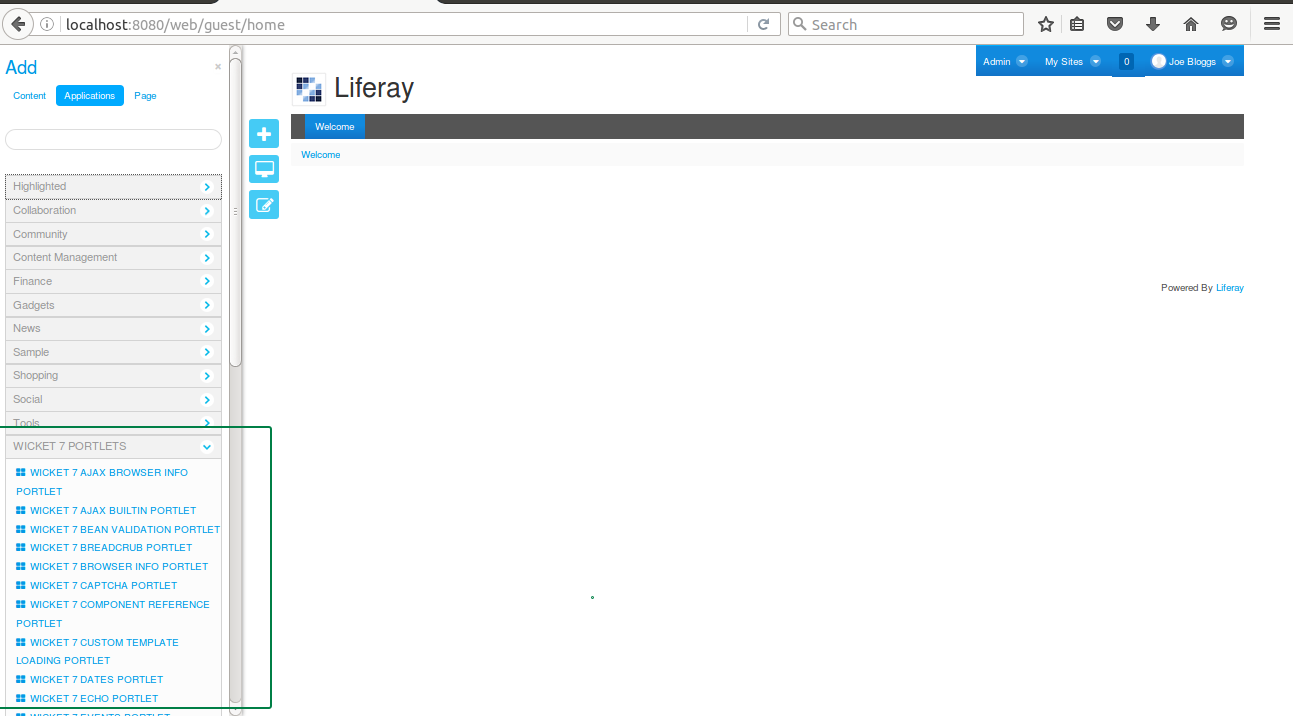 localhost:8080/web/guest/home
Search
Add
×
Content Applications Page
Highlighted
Collaboration
Community
Content Management
Finance
Gadgets
News
Sample
Shopping
Social
Tools
WICKET 7 PORTLETS
WICKET 7 AJAX BROWSER INFO
PORTLET
WICKET 7 AJAX BUILTIN PORTLET
WICKET 7 BEAN VALIDATION PORTLET
WICKET 7 BREADCRUB PORTLET
WICKET 7 BROWSER INFO PORTLET
WICKET 7 CAPTCHA PORTLET
WICKET 7 COMPONENT REFERENCE
PORTLET
WICKET 7 CUSTOM TEMPLATE
LOADING PORTLET
WICKET 7 DATES PORTLET
WICKET 7 ECHO PORTLET
WICKET 7 EVENTS PORTLET
Admin My Sites 0 Joe Bloggs
Liferay
Welcome
Welcome
Powered By Liferay